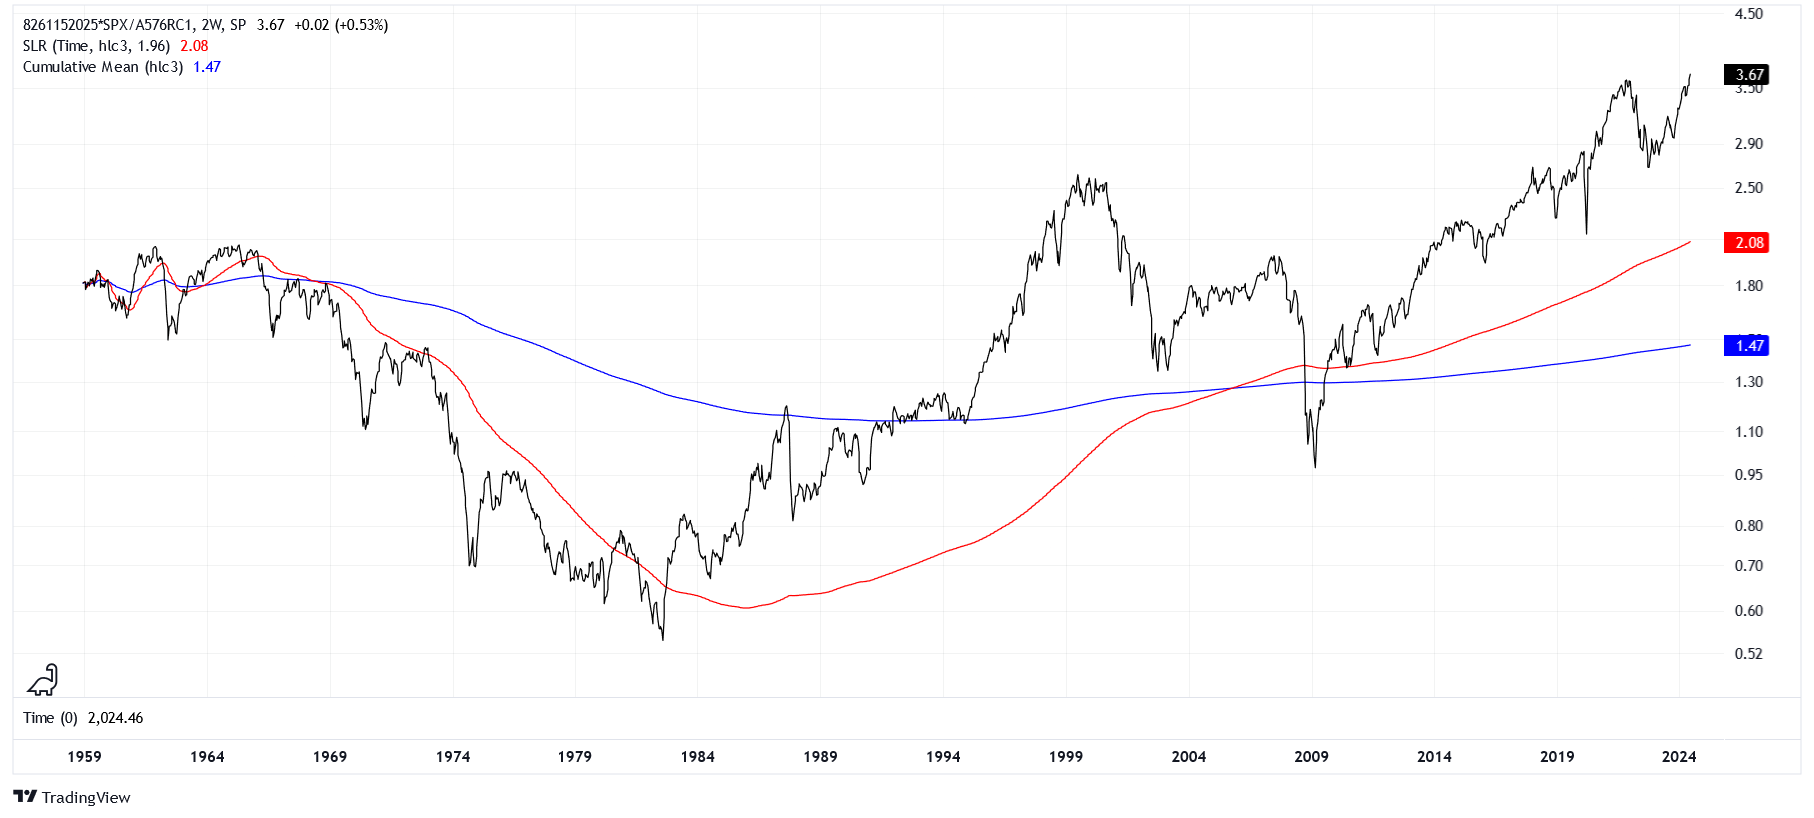 8261152025*SPX/A576RC1, 2W, SP 3.67 +0.02 (+0.53%)
SLR (Time, hlc3, 1.96) 2.08
Cumulative Mean (hlc3) 1.47
4.50
3.67
3.50
2.90
2.50
2.08
1.80
1.47
1.30
1.10
0.95
0.80
0.70
0.60
0.52
Time (0) 2,024.46
1959 1964 1969 1974 1979 1984 1989 1994 1999 2004 2009 2014 2019 2024
TradingView